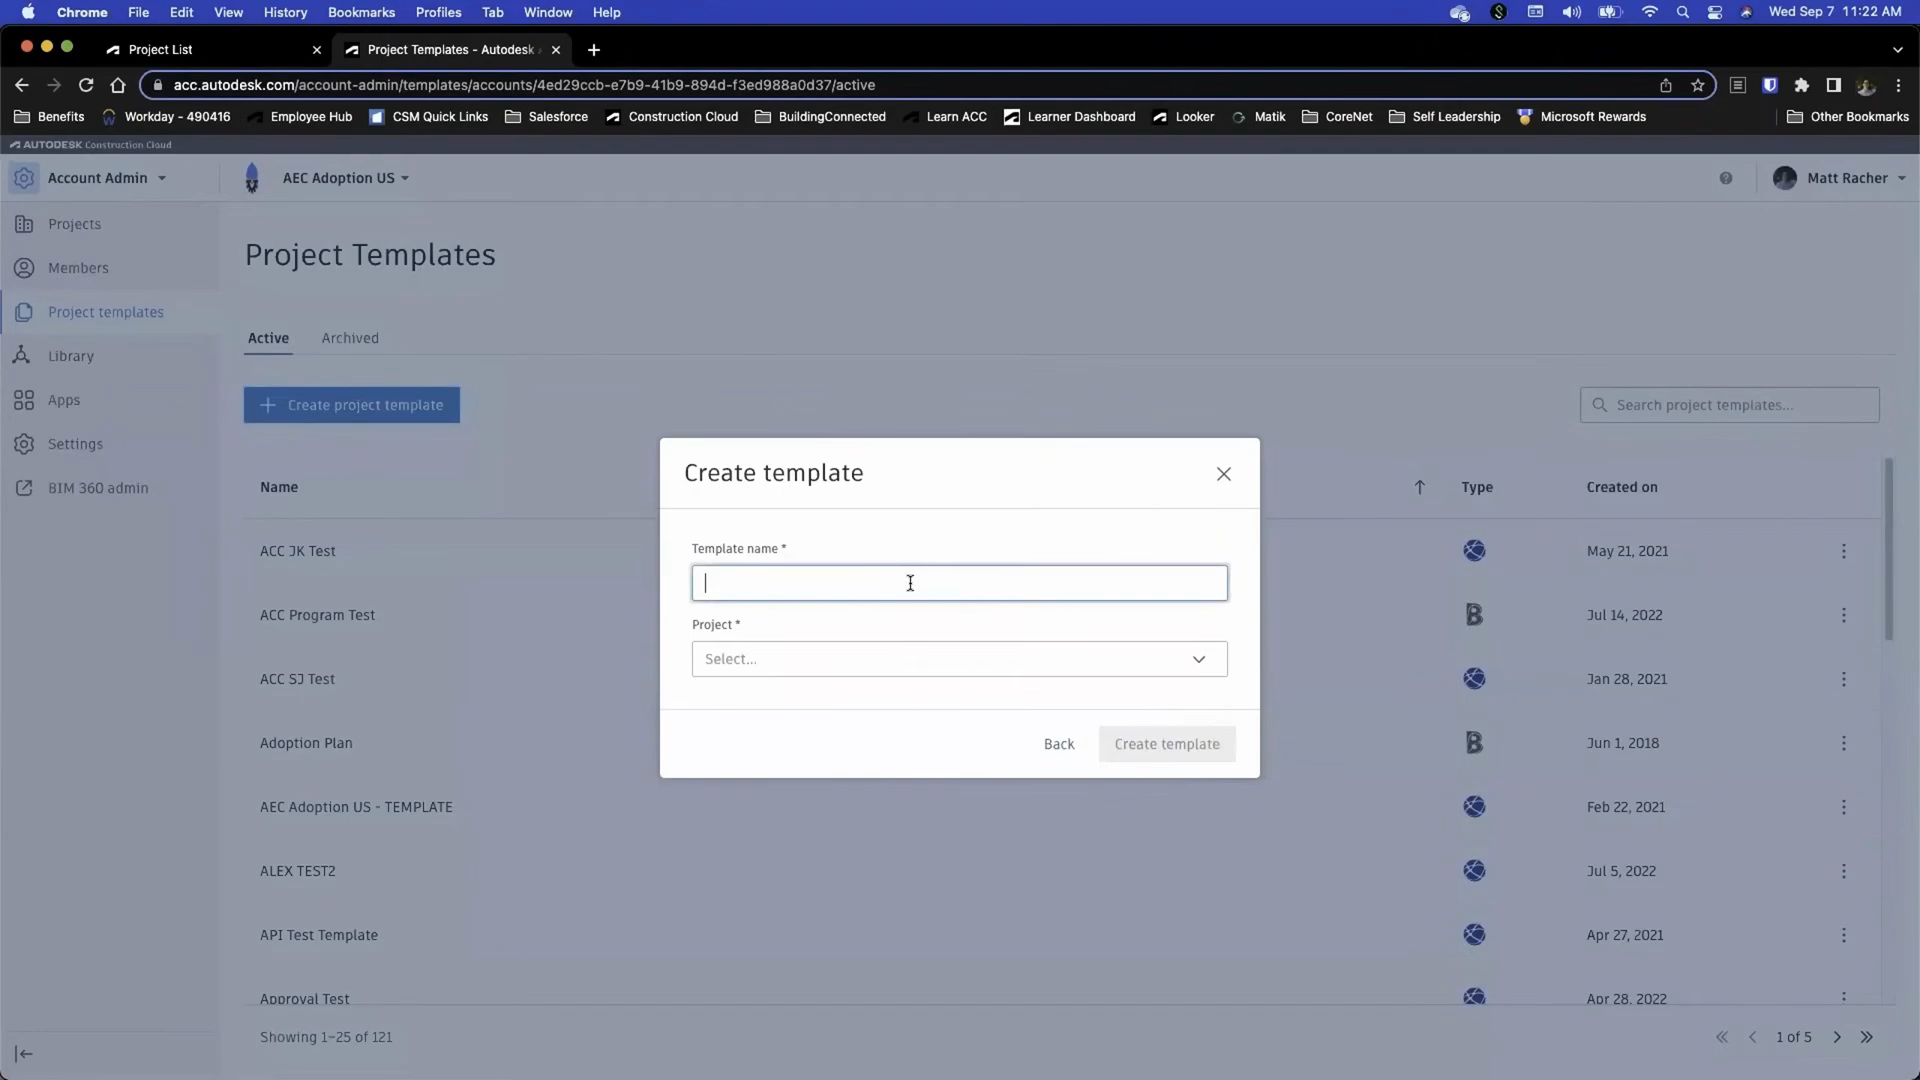 Chrome File Edit View History Bookmarks Profiles Tab Window Help Wed Sep 7 11:22 AM
Project List Project Templates - Autodesk
acc.autodesk.com/account-admin/templates/accounts/4ed29ccb-e7b9-41b9-894d-f3ed988a0d37/active
Benefits Workday - 490416 Employee Hub CSM Quick Links Salesforce Construction Cloud BuildingConnected Learn ACC Learner Dashboard Looker Matik CoreNet Self Leadership Microsoft Rewards Other Bookmarks
AUTODESK Construction Cloud
Account Admin AEC Adoption US Matt Racher
Projects
Members
Project templates
Library
Apps
Settings
BIM 360 admin
Project Templates
Active Archived
Create project template Search project templates...
Name Type Created on
ACC JK Test May 21, 2021
ACC Program Test Jul 14, 2022
ACC SJ Test Jan 28, 2021
Adoption Plan Jun 1, 2018
AEC Adoption US - TEMPLATE Feb 22, 2021
ALEX TEST2 Jul 5, 2022
API Test Template Apr 27, 2021
Approval Test Apr 28, 2022
Showing 1–25 of 121 1 of 5
Create template
Template name *
Project *
Select...
Back Create template